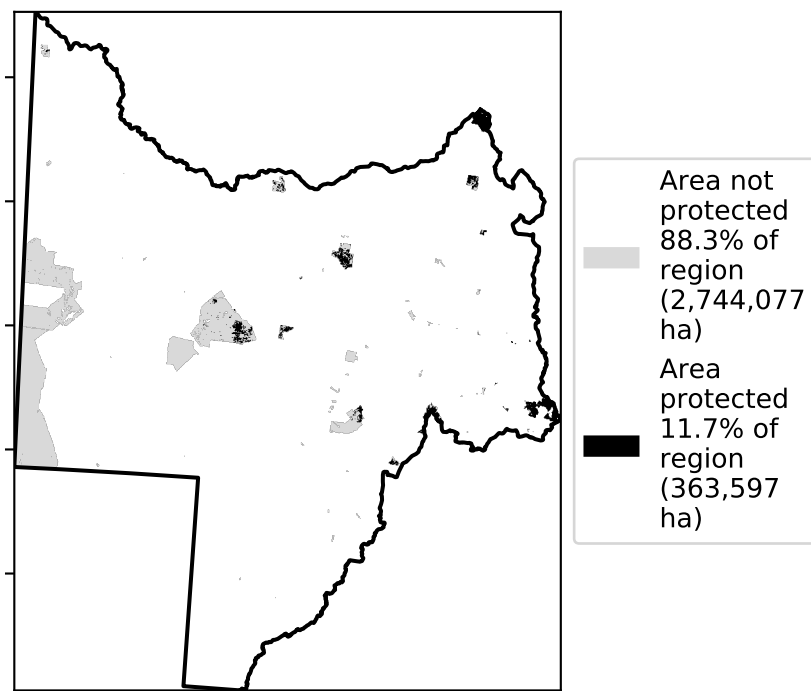 Area not
protected
88.3% of
region
(2,744,077
ha)
Area
protected
11.7% of
region
(363,597
ha)